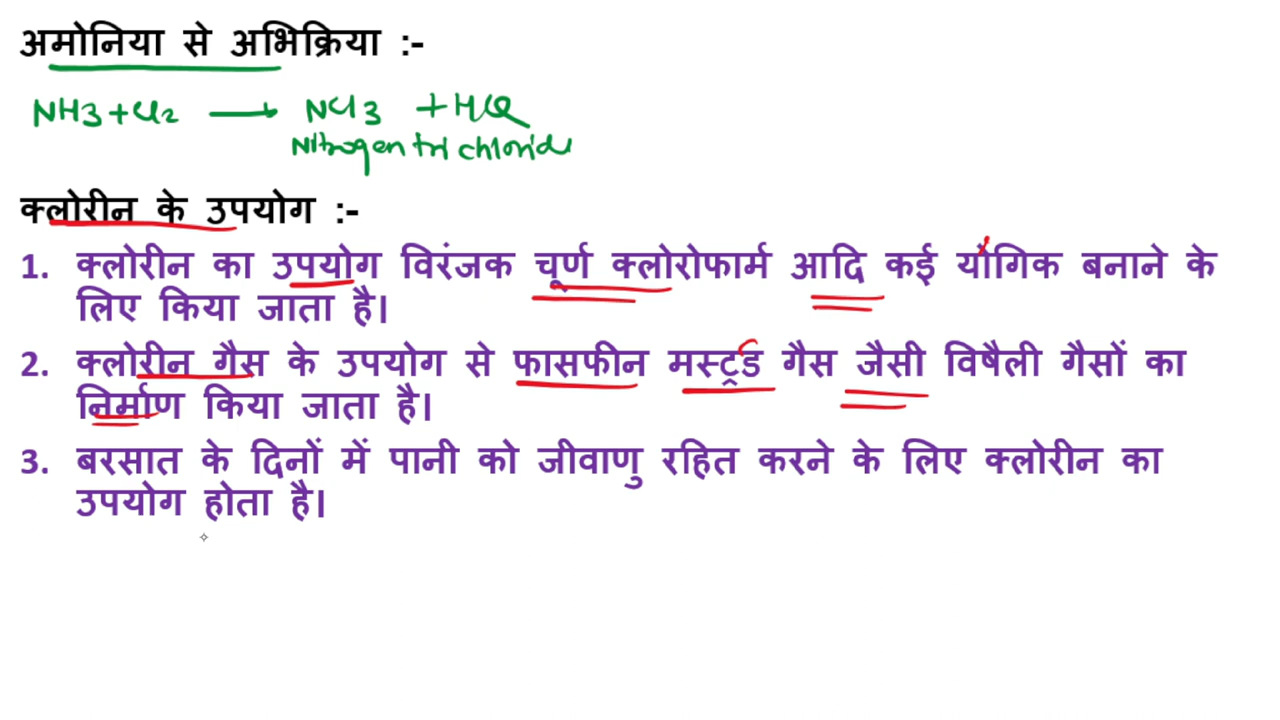 अमोनिया से अभिक्रिया :-
NH3 + Cl2 ⟶ NCl3 + HCl
Nitrogen tri chloride
क्लोरीन के उपयोग :-
1. क्लोरीन का उपयोग विरंजक चूर्ण क्लोरोफार्म आदि कई यौगिक बनाने के
लिए किया जाता है।
2. क्लोरीन गैस के उपयोग से फासफीन मस्ट्रर्ड गैस जैसी विषैली गैसों का
निर्माण किया जाता है।
3. बरसात के दिनों में पानी को जीवाणु रहित करने के लिए क्लोरीन का
उपयोग होता है।